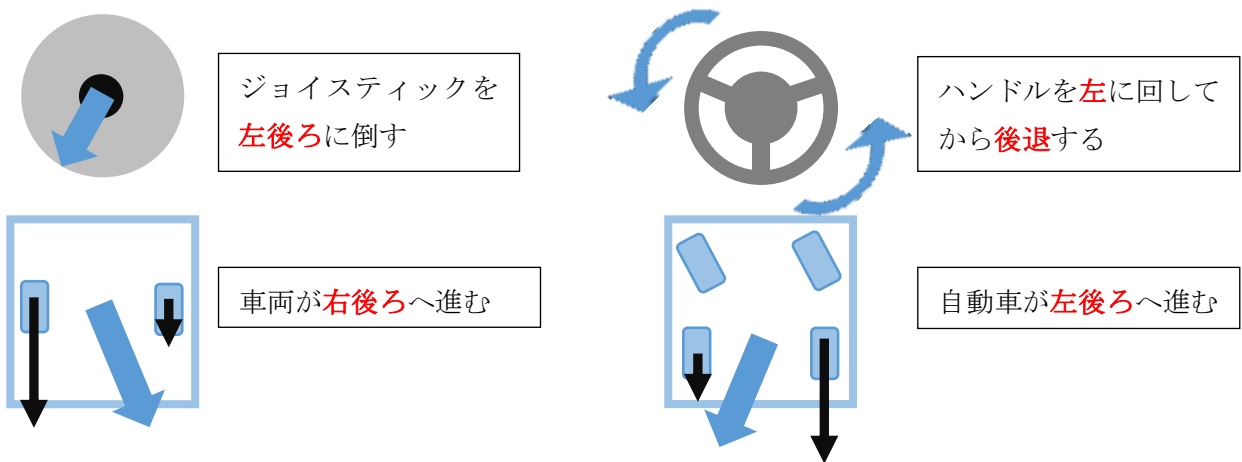 ジョイスティックを
左後ろに倒す
ハンドルを左に回して
から後退する
車両が右後ろへ進む
自動車が左後ろへ進む